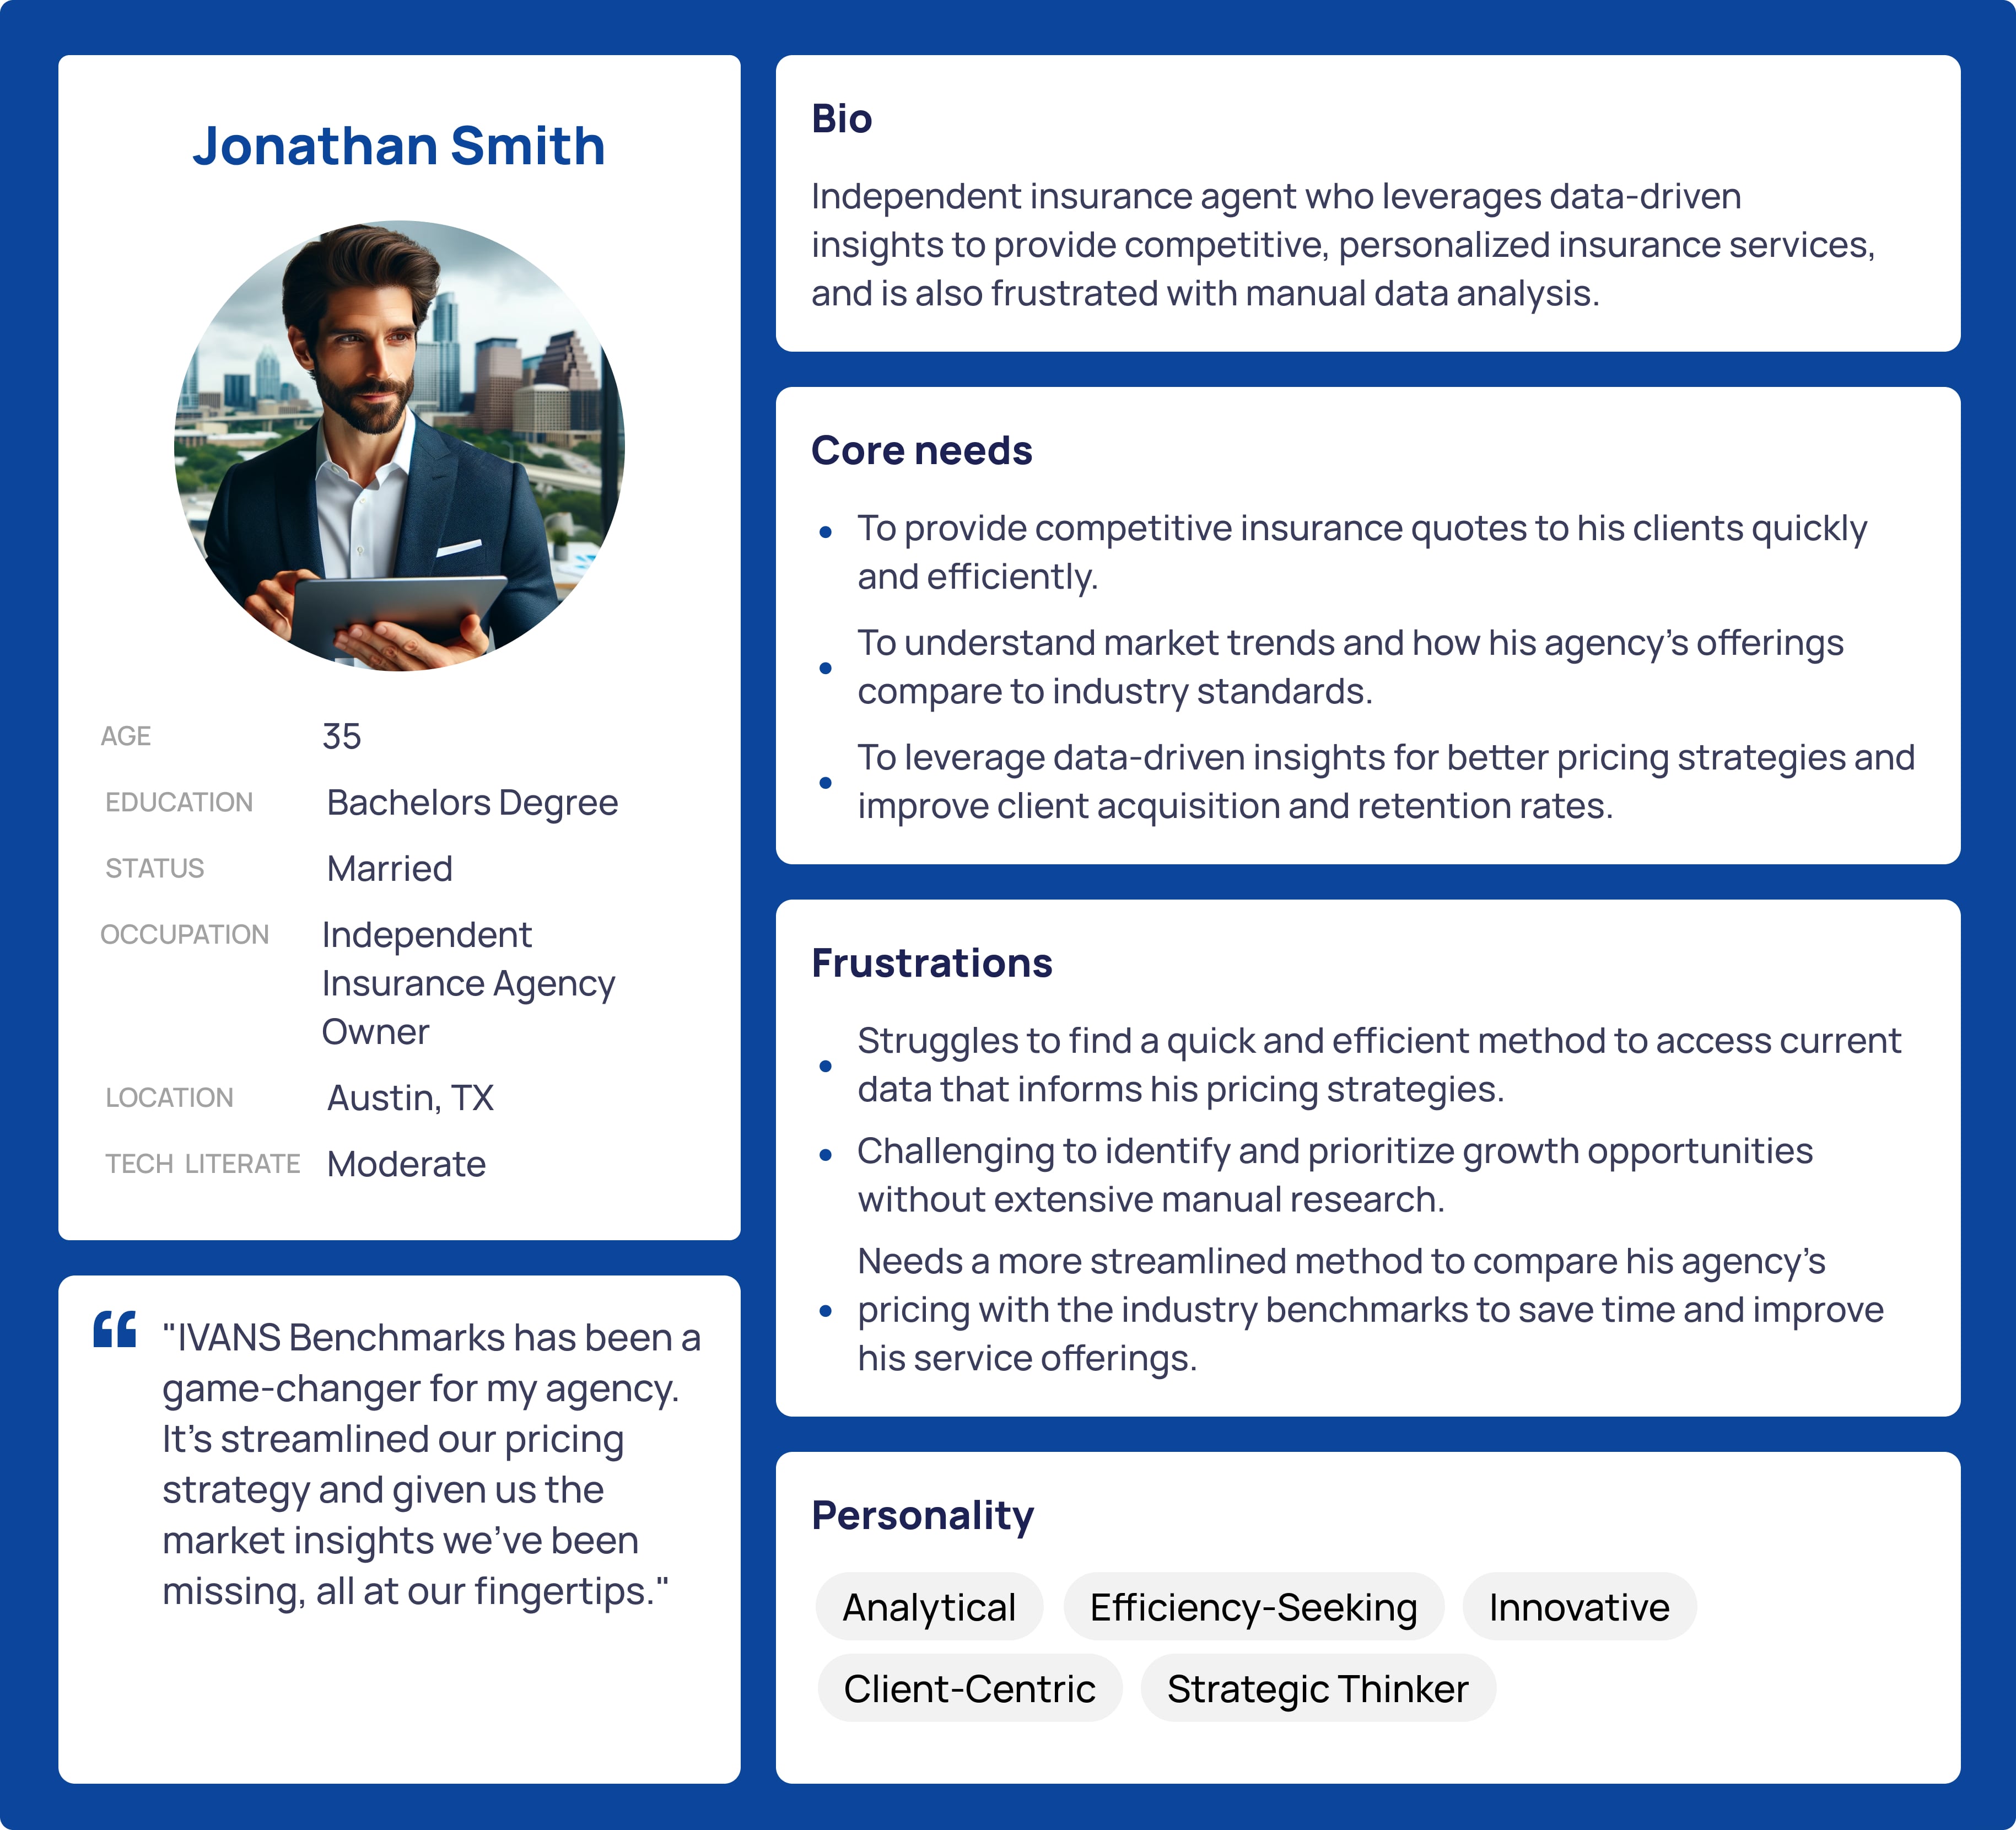 Jonathan Smith
AGE 35
EDUCATION Bachelors Degree
STATUS Married
OCCUPATION Independent
Insurance Agency
Owner
LOCATION Austin, TX
TECH LITERATE Moderate
"IVANS Benchmarks has been a
game-changer for my agency.
It’s streamlined our pricing
strategy and given us the
market insights we’ve been
missing, all at our fingertips."
Bio
Independent insurance agent who leverages data-driven
insights to provide competitive, personalized insurance services,
and is also frustrated with manual data analysis.
Core needs
• To provide competitive insurance quotes to his clients quickly
and efficiently.
• To understand market trends and how his agency’s offerings
compare to industry standards.
• To leverage data-driven insights for better pricing strategies and
improve client acquisition and retention rates.
Frustrations
• Struggles to find a quick and efficient method to access current
data that informs his pricing strategies.
• Challenging to identify and prioritize growth opportunities
without extensive manual research.
• Needs a more streamlined method to compare his agency’s
pricing with the industry benchmarks to save time and improve
his service offerings.
Personality
Analytical Efficiency-Seeking Innovative
Client-Centric Strategic Thinker